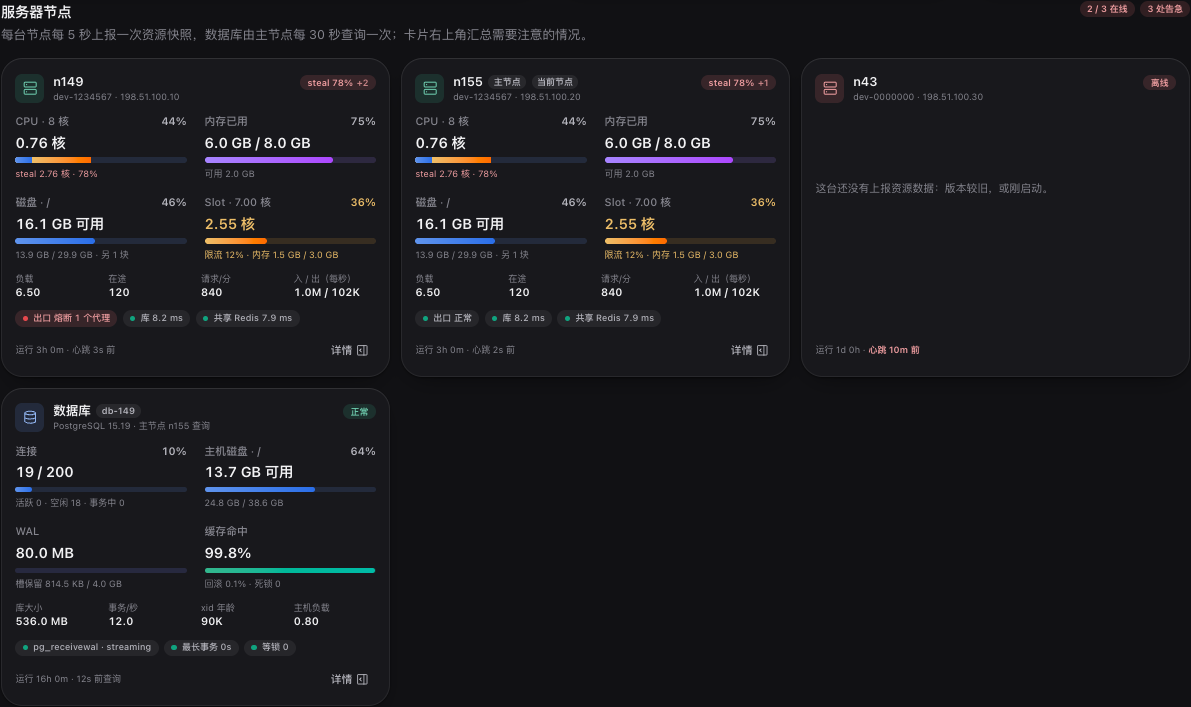 服务器节点
2 / 3 在线
3 处告急
每台节点每 5 秒上报一次资源快照，数据库由主节点每 30 秒查询一次；卡片右上角汇总需要注意的情况。
n149
steal 78% +2
dev-1234567 · 198.51.100.10
CPU · 8 核 44%
内存已用 75%
0.76 核
6.0 GB / 8.0 GB
steal 2.76 核 · 78%
可用 2.0 GB
磁盘 · / 46%
Slot · 7.00 核 36%
16.1 GB 可用
2.55 核
13.9 GB / 29.9 GB · 另 1 块
限流 12% · 内存 1.5 GB / 3.0 GB
负载 在途 请求/分 入 / 出（每秒）
6.50 120 840 1.0M / 102K
出口 熔断 1 个代理
库 8.2 ms
共享 Redis 7.9 ms
运行 3h 0m · 心跳 3s 前
详情
n155 主节点 当前节点
steal 78% +1
dev-1234567 · 198.51.100.20
CPU · 8 核 44%
内存已用 75%
0.76 核
6.0 GB / 8.0 GB
steal 2.76 核 · 78%
可用 2.0 GB
磁盘 · / 46%
Slot · 7.00 核 36%
16.1 GB 可用
2.55 核
13.9 GB / 29.9 GB · 另 1 块
限流 12% · 内存 1.5 GB / 3.0 GB
负载 在途 请求/分 入 / 出（每秒）
6.50 120 840 1.0M / 102K
出口 正常
库 8.2 ms
共享 Redis 7.9 ms
运行 3h 0m · 心跳 2s 前
详情
n43
离线
dev-0000000 · 198.51.100.30
这台还没有上报资源数据：版本较旧，或刚启动。
运行 1d 0h · 心跳 10m 前
数据库 db-149
正常
PostgreSQL 15.19 · 主节点 n155 查询
连接 10%
主机磁盘 · / 64%
19 / 200
13.7 GB 可用
活跃 0 · 空闲 18 · 事务中 0
24.8 GB / 38.6 GB
WAL
缓存命中
80.0 MB
99.8%
槽保留 814.5 KB / 4.0 GB
回滚 0.1% · 死锁 0
库大小 事务/秒 xid 年龄 主机负载
536.0 MB 12.0 90K 0.80
pg_receivewal · streaming
最长事务 0s
等锁 0
运行 16h 0m · 12s 前查询
详情